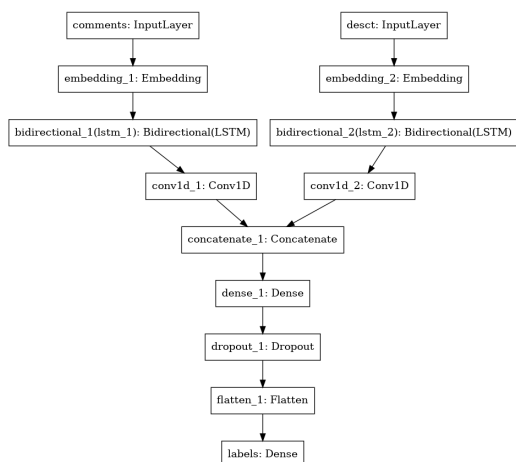 comments: InputLayer
desct: InputLayer
embedding_1: Embedding
embedding_2: Embedding
bidirectional_1(lstm_1): Bidirectional(LSTM)
bidirectional_2(lstm_2): Bidirectional(LSTM)
conv1d_1: Conv1D
conv1d_2: Conv1D
concatenate_1: Concatenate
dense_1: Dense
dropout_1: Dropout
flatten_1: Flatten
labels: Dense